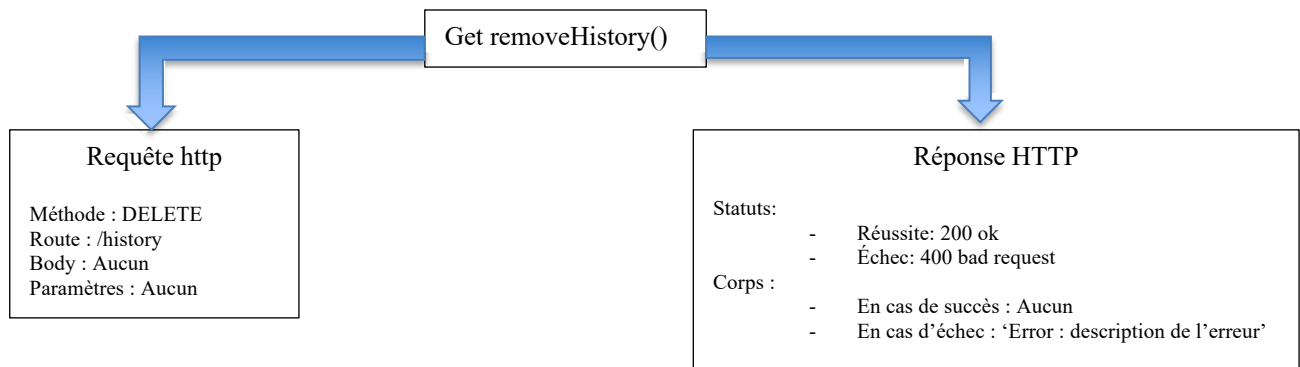 Get removeHistory()
Requête http
Méthode : DELETE
Route : /history
Body : Aucun
Paramètres : Aucun
Réponse HTTP
Statuts:
- Réussite: 200 ok
- Échec: 400 bad request
Corps :
- En cas de succès : Aucun
- En cas d’échec : ‘Error : description de l’erreur’